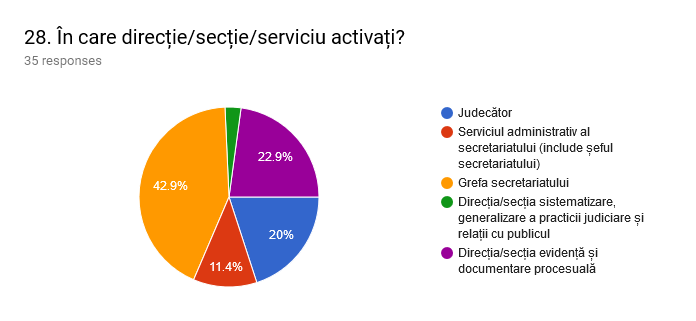 28. În care direcție/secție/serviciu activați?
35 responses
22.9%
42.9%
20%
11.4%
Judecător
Serviciul administrativ al
secretariatului (include șeful
secretariatului)
Grefa secretariatului
Direcția/secția sistematizare,
generalizare a practicii judiciare și
relații cu publicul
Direcția/secția evidență și
documentare procesuală